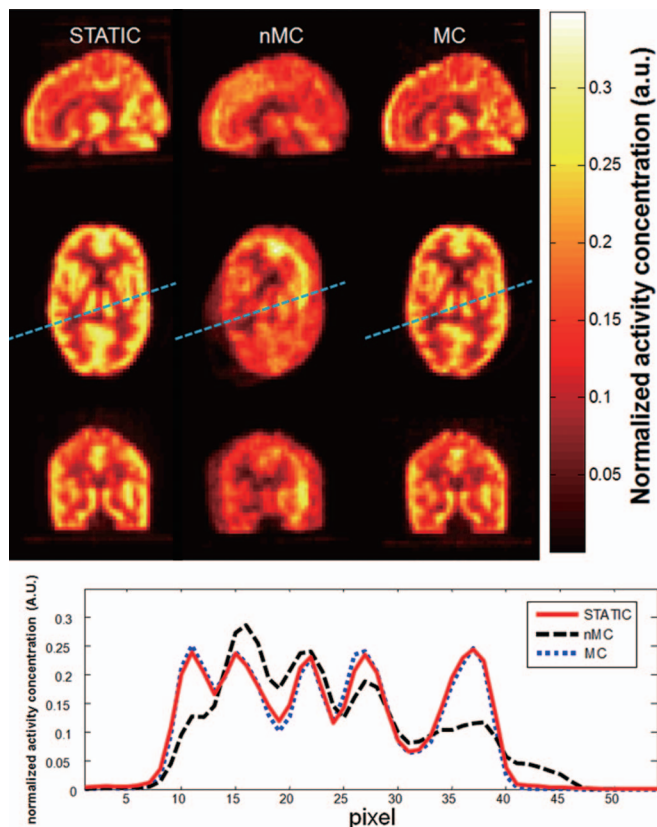 STATIC nMC MC
0.3
0.25
0.2
0.15
0.1
0.05
Normalized activity concentration (a.u.)
normalized activity concentration (A.U.)
0.3
0.25
0.2
0.15
0.1
0.05
0
STATIC
nMC
MC
5 10 15 20 25 30 35 40 45 50
pixel